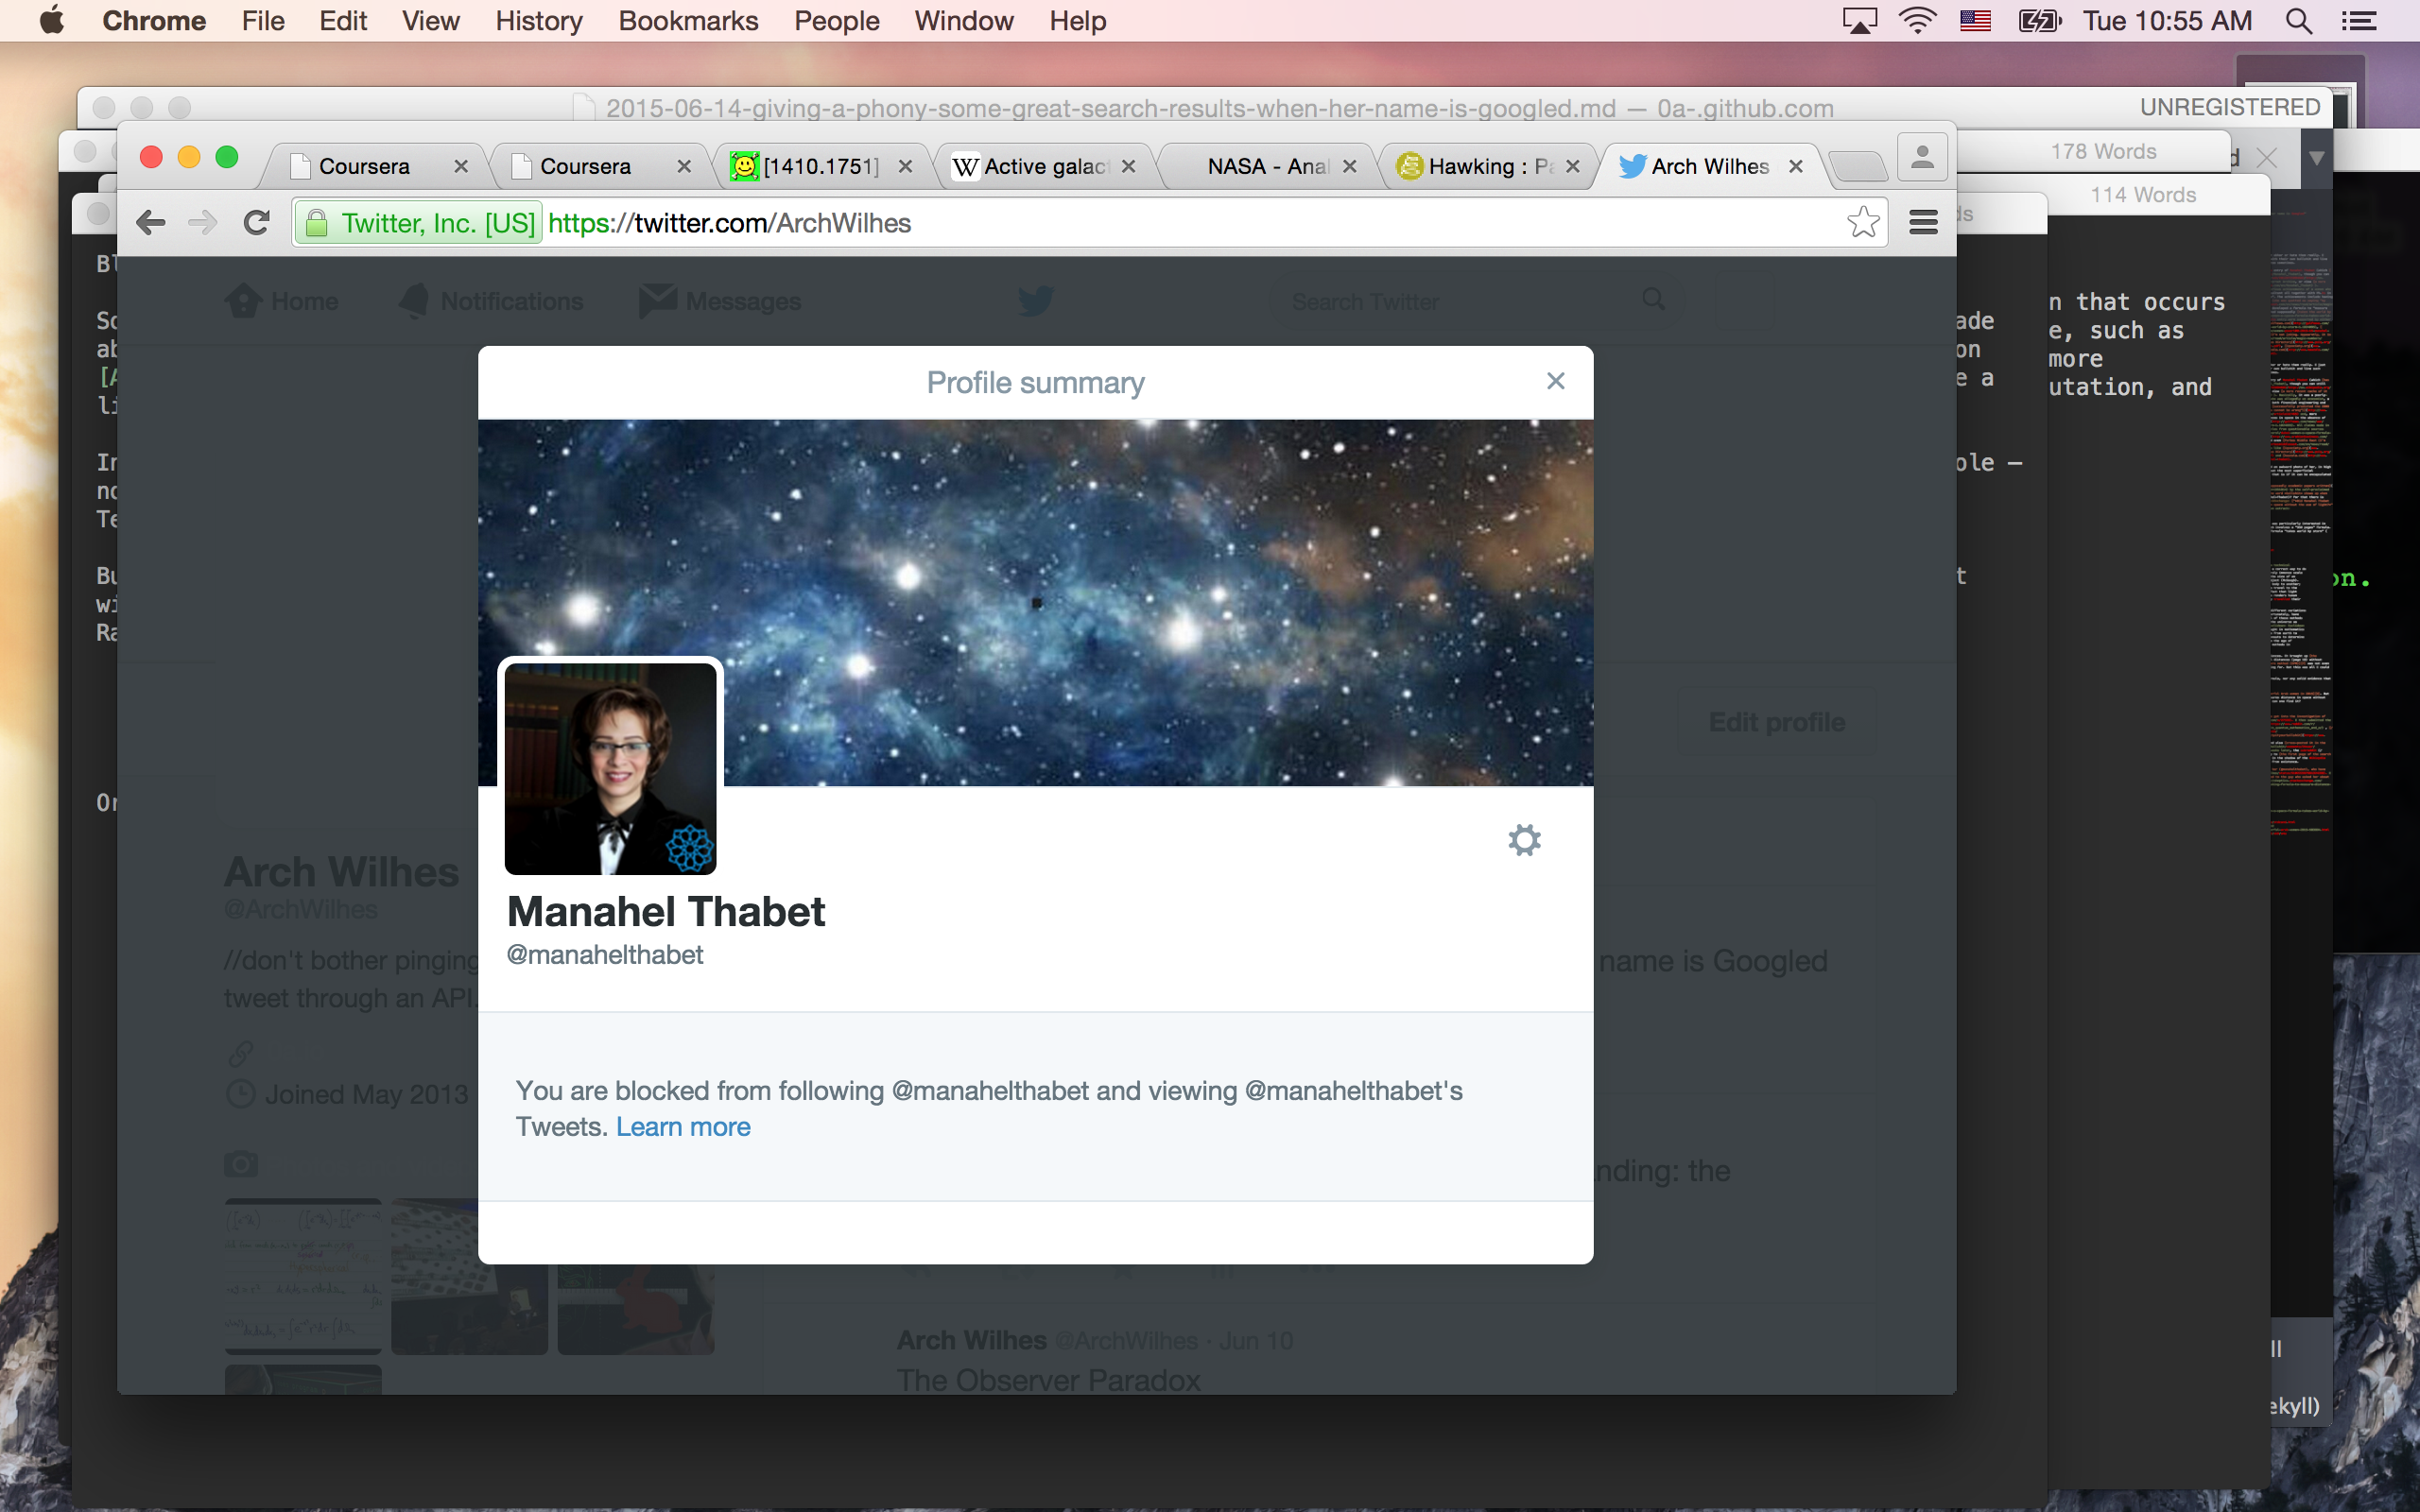 Chrome File Edit View History Bookmarks People Window Help Tue 10:55 AM
2015-06-14-giving-a-phony-some-great-search-results-when-her-name-is-googled.md — 0a-.github.com UNREGISTERED
178 Words
114 Words
Coursera Coursera [1410.1751] Active galac NASA - Anal Hawking : Pa Arch Wilhes
Twitter, Inc. [US] https://twitter.com/ArchWilhes
Home Notifications Messages Search Twitter
n that occurs
e, such as
more
utation, and
ade
on
e a
ole —
Profile summary
Edit profile
Manahel Thabet
@manahelthabet
You are blocked from following @manahelthabet and viewing @manahelthabet's
Tweets. Learn more
Arch Wilhes
@ArchWilhes
//don't bother pinging
tweet through an API.
Joined May 2013
name is Googled
nding: the
Arch Wilhes @ArchWilhes · Jun 10
The Observer Paradox
on.
ekyll)